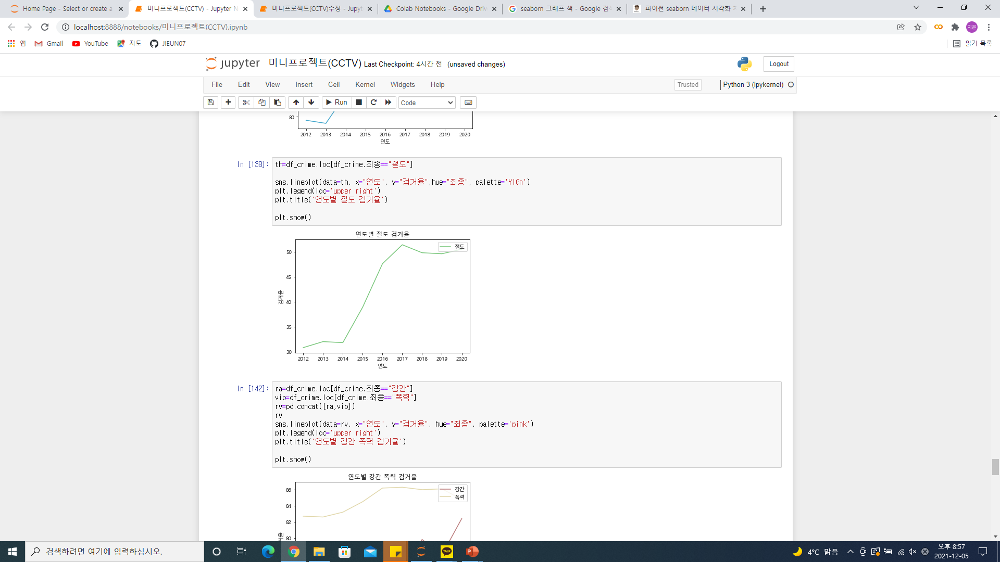 Home Page - Select or create a
미니프로젝트(CCTV) - Jupyter N
미니프로젝트(CCTV)수정 - Jupyt
Colab Notebooks - Google Driv
seaborn 그래프 색 - Google 검색
파이썬 seaborn 데이터 시각화
localhost:8888/notebooks/미니프로젝트(CCTV).ipynb
지은
앱
Gmail
YouTube
지도
JIEUN07
읽기 목록
jupyter 미니프로젝트(CCTV) Last Checkpoint: 4시간 전 (unsaved changes)
Logout
File Edit View Insert Cell Kernel Widgets Help
Trusted
Python 3 (ipykernel)
Run
Code
80
2012 2013 2014 2015 2016 2017 2018 2019 2020
연도
In [138]:
th=df_crime.loc[df_crime.죄종=="절도"]
sns.lineplot(data=th, x="연도", y="검거율",hue="죄종", palette='YlGn')
plt.legend(loc='upper right')
plt.title('연도별 절도 검거율')
plt.show()
연도별 절도 검거율
절도
50
45
40
35
30
검거율
2012 2013 2014 2015 2016 2017 2018 2019 2020
연도
In [142]:
ra=df_crime.loc[df_crime.죄종=="강간"]
vio=df_crime.loc[df_crime.죄종=="폭력"]
rv=pd.concat([ra,vio])
rv
sns.lineplot(data=rv, x="연도", y="검거율", hue="죄종", palette='pink')
plt.legend(loc='upper right')
plt.title('연도별 강간 폭력 검거율')
plt.show()
연도별 강간 폭력 검거율
강간
폭력
86
84
82
80
검거율
검색하려면 여기에 입력하십시오.
TALK
4°C 맑음
오후 8:57
2021-12-05